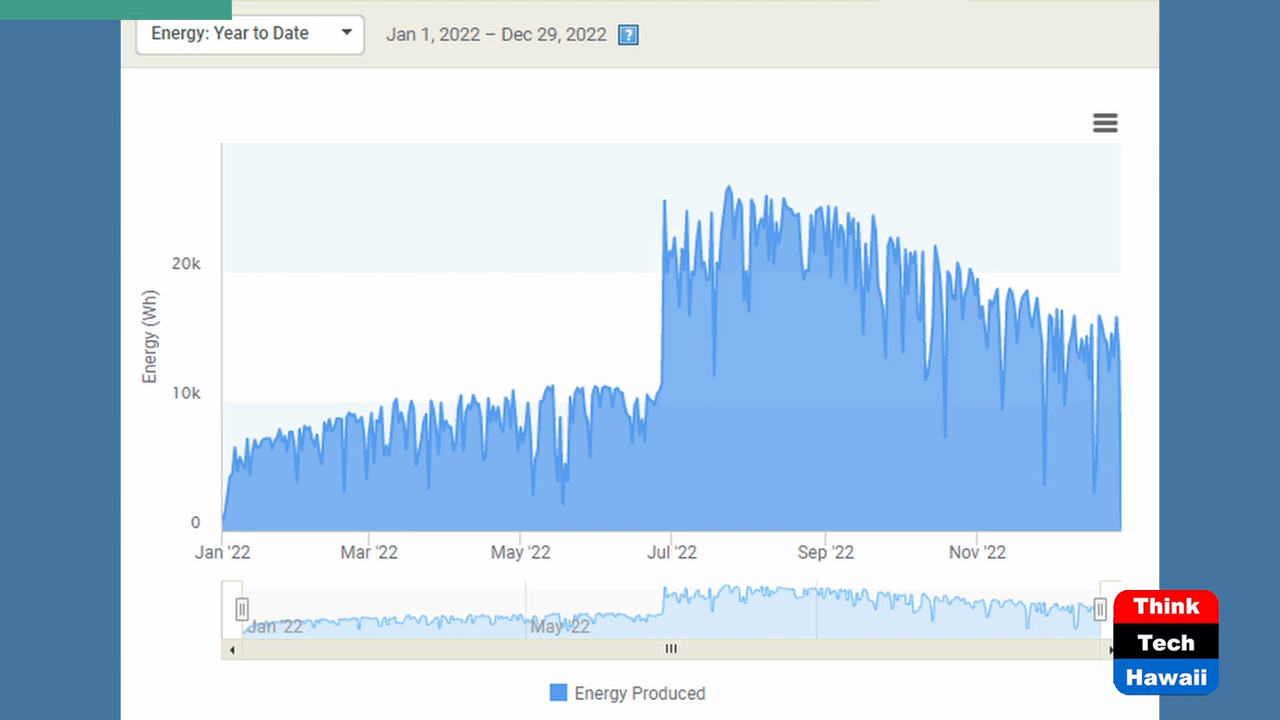 Energy: Year to Date
Jan 1, 2022 – Dec 29, 2022 ?
20k
10k
0
Energy (Wh)
Jan '22 Mar '22 May '22 Jul '22 Sep '22 Nov '22
Jan '22 May '22
Energy Produced
Think
Tech
Hawaii